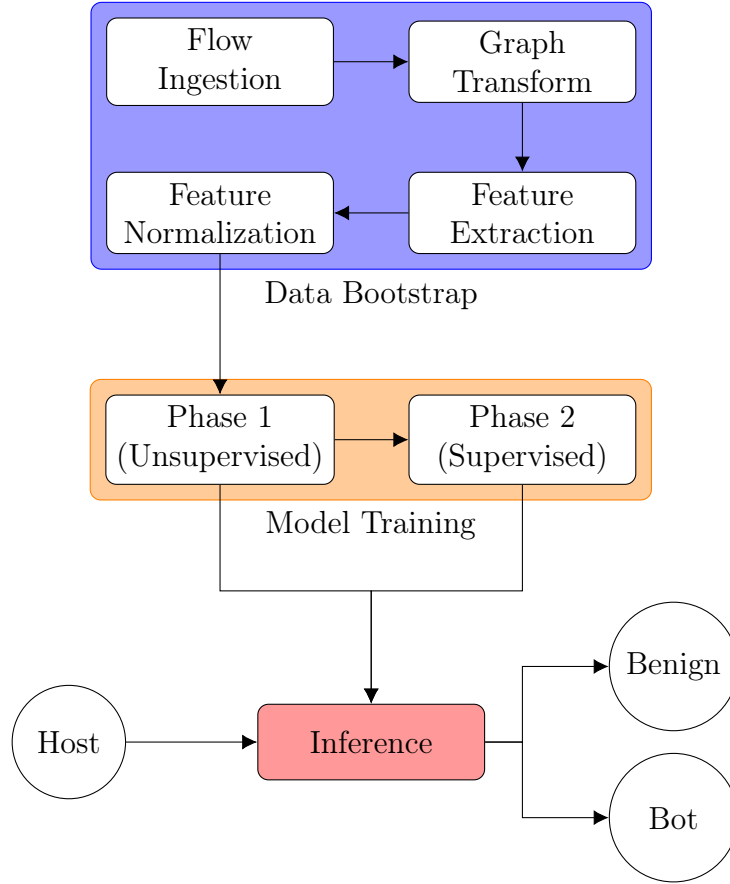 Flow
Ingestion
Graph
Transform
Feature
Normalization
Feature
Extraction
Data Bootstrap
Phase 1
(Unsupervised)
Phase 2
(Supervised)
Model Training
Benign
Host
Inference
Bot